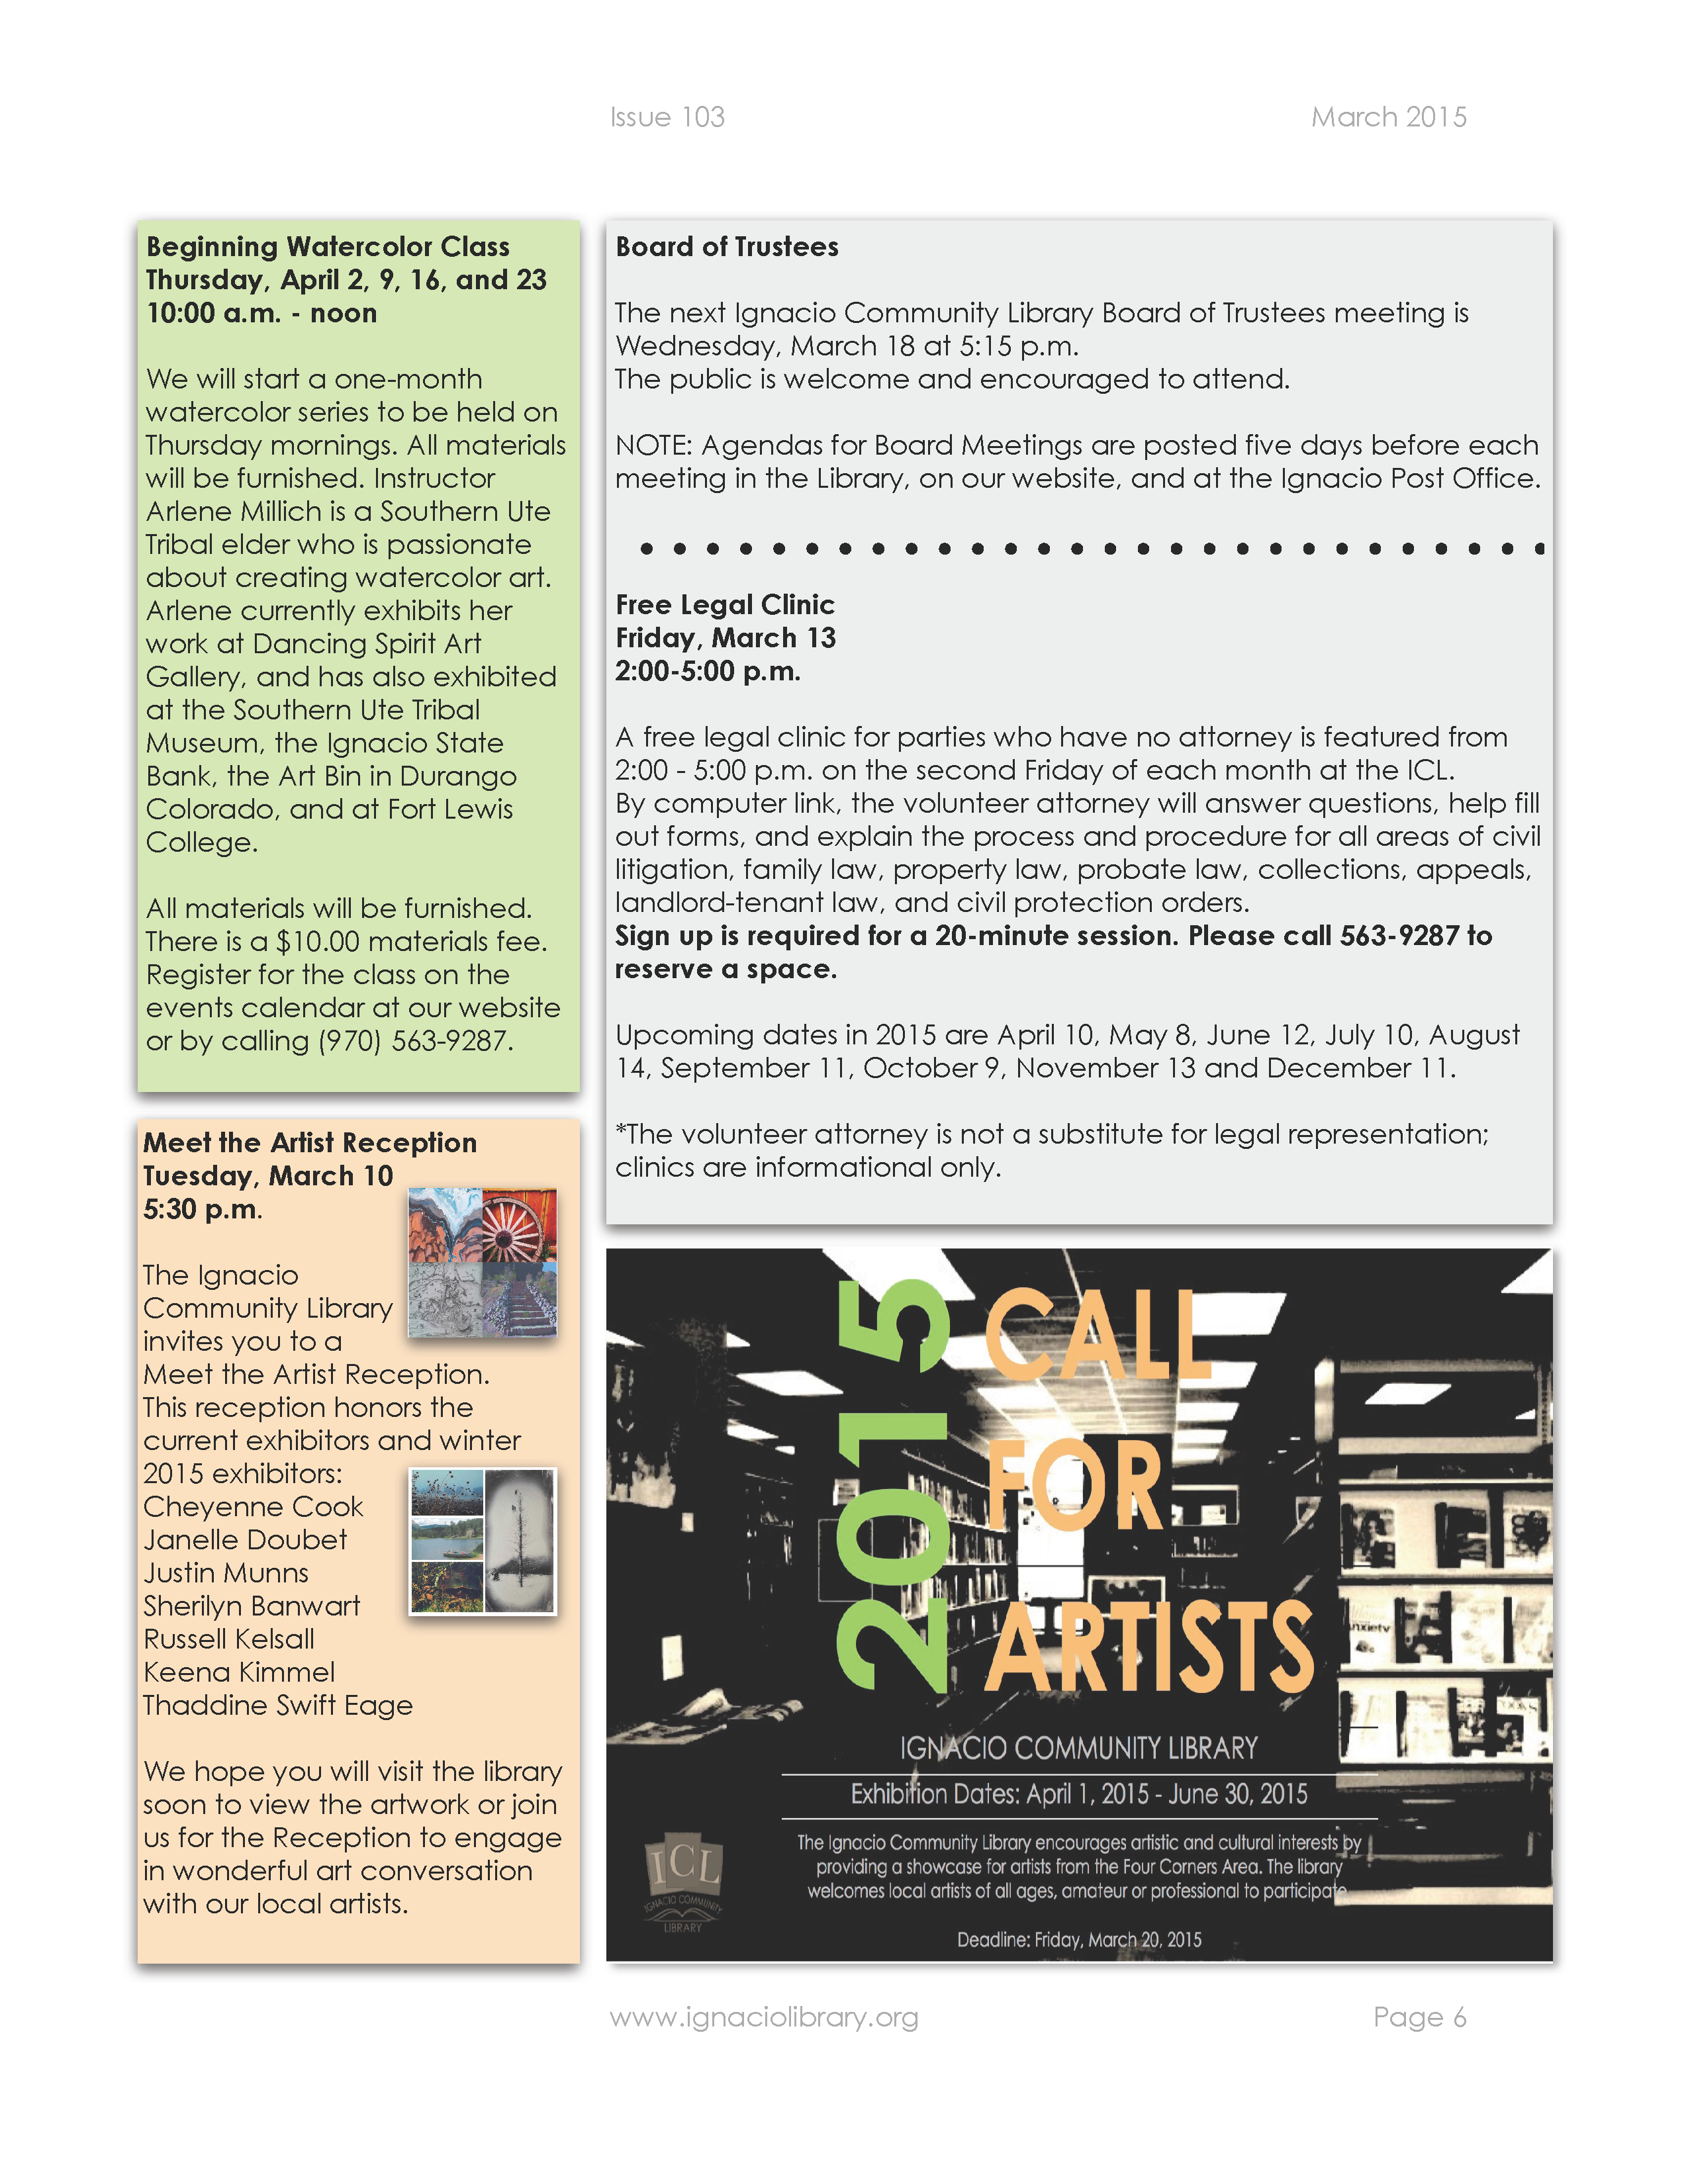 Issue 103
March 2015
Beginning Watercolor Class
Thursday, April 2, 9, 16, and 23
10:00 a.m. - noon
We will start a one-month
watercolor series to be held on
Thursday mornings. All materials
will be furnished. Instructor
Arlene Millich is a Southern Ute
Tribal elder who is passionate
about creating watercolor art.
Arlene currently exhibits her
work at Dancing Spirit Art
Gallery, and has also exhibited
at the Southern Ute Tribal
Museum, the Ignacio State
Bank, the Art Bin in Durango
Colorado, and at Fort Lewis
College.
All materials will be furnished.
There is a $10.00 materials fee.
Register for the class on the
events calendar at our website
or by calling (970) 563-9287.
Meet the Artist Reception
Tuesday, March 10
5:30 p.m.
The Ignacio
Community Library
invites you to a
Meet the Artist Reception.
This reception honors the
current exhibitors and winter
2015 exhibitors:
Cheyenne Cook
Janelle Doubet
Justin Munns
Sherilyn Banwart
Russell Kelsall
Keena Kimmel
Thaddine Swift Eage
We hope you will visit the library
soon to view the artwork or join
us for the Reception to engage
in wonderful art conversation
with our local artists.
Board of Trustees
The next Ignacio Community Library Board of Trustees meeting is
Wednesday, March 18 at 5:15 p.m.
The public is welcome and encouraged to attend.
NOTE: Agendas for Board Meetings are posted five days before each
meeting in the Library, on our website, and at the Ignacio Post Office.
Free Legal Clinic
Friday, March 13
2:00-5:00 p.m.
A free legal clinic for parties who have no attorney is featured from
2:00 - 5:00 p.m. on the second Friday of each month at the ICL.
By computer link, the volunteer attorney will answer questions, help fill
out forms, and explain the process and procedure for all areas of civil
litigation, family law, property law, probate law, collections, appeals,
landlord-tenant law, and civil protection orders.
Sign up is required for a 20-minute session. Please call 563-9287 to
reserve a space.
Upcoming dates in 2015 are April 10, May 8, June 12, July 10, August
14, September 11, October 9, November 13 and December 11.
*The volunteer attorney is not a substitute for legal representation;
clinics are informational only.
2015
CALL
FOR
ARTISTS
IGNACIO COMMUNITY LIBRARY
Exhibition Dates: April 1, 2015 - June 30, 2015
The Ignacio Community Library encourages artistic and cultural interests by
providing a showcase for artists from the Four Corners Area. The library
welcomes local artists of all ages, amateur or professional to participate
Deadline: Friday, March 20, 2015
ICL
IGNACIO COMMUNITY
LIBRARY
www.ignaciolibrary.org
Page 6